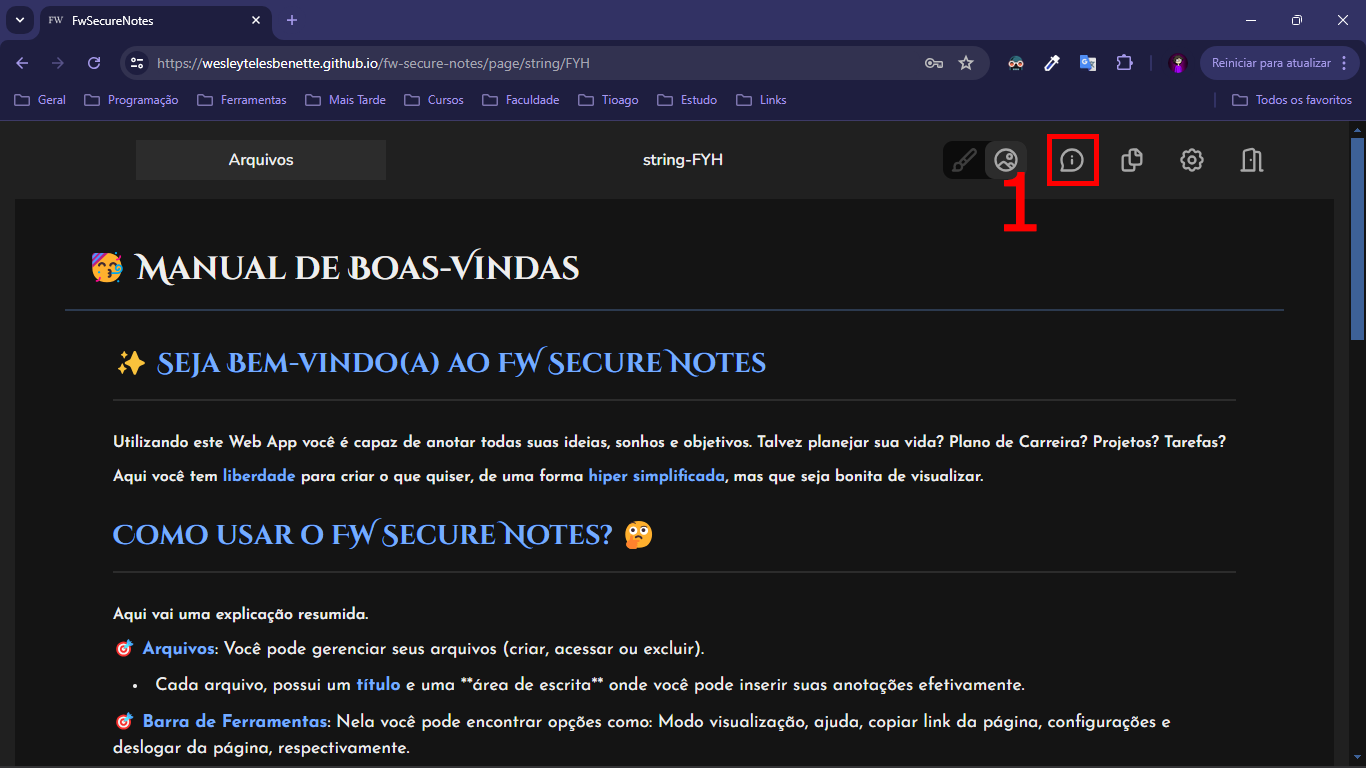 FW FwSecureNotes
https://wesleytelesbenette.github.io/fw-secure-notes/page/string/FYH
Reiniciar para atualizar
Geral Programação Ferramentas Mais Tarde Cursos Faculdade Tioago Estudo Links Todos os favoritos
Arquivos string-FYH
1
🥳 Manual de Boas-Vindas
✨ Seja Bem-vindo(a) ao FW Secure Notes
Utilizando este Web App você é capaz de anotar todas suas ideias, sonhos e objetivos. Talvez planejar sua vida? Plano de Carreira? Projetos? Tarefas?
Aqui você tem liberdade para criar o que quiser, de uma forma hiper simplificada, mas que seja bonita de visualizar.
Como usar o FW Secure Notes? 🤔
Aqui vai uma explicação resumida.
🎯 Arquivos: Você pode gerenciar seus arquivos (criar, acessar ou excluir).
• Cada arquivo, possui um título e uma **área de escrita** onde você pode inserir suas anotações efetivamente.
🎯 Barra de Ferramentas: Nela você pode encontrar opções como: Modo visualização, ajuda, copiar link da página, configurações e
deslogar da página, respectivamente.